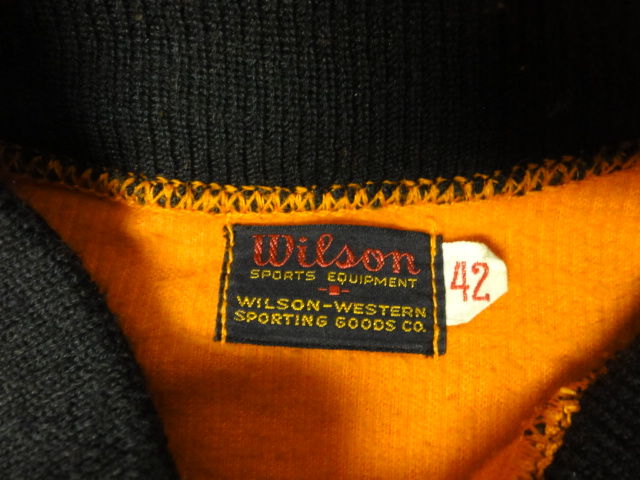 Wilson
SPORTS EQUIPMENT
WILSON-WESTERN
SPORTING GOODS CO.
42